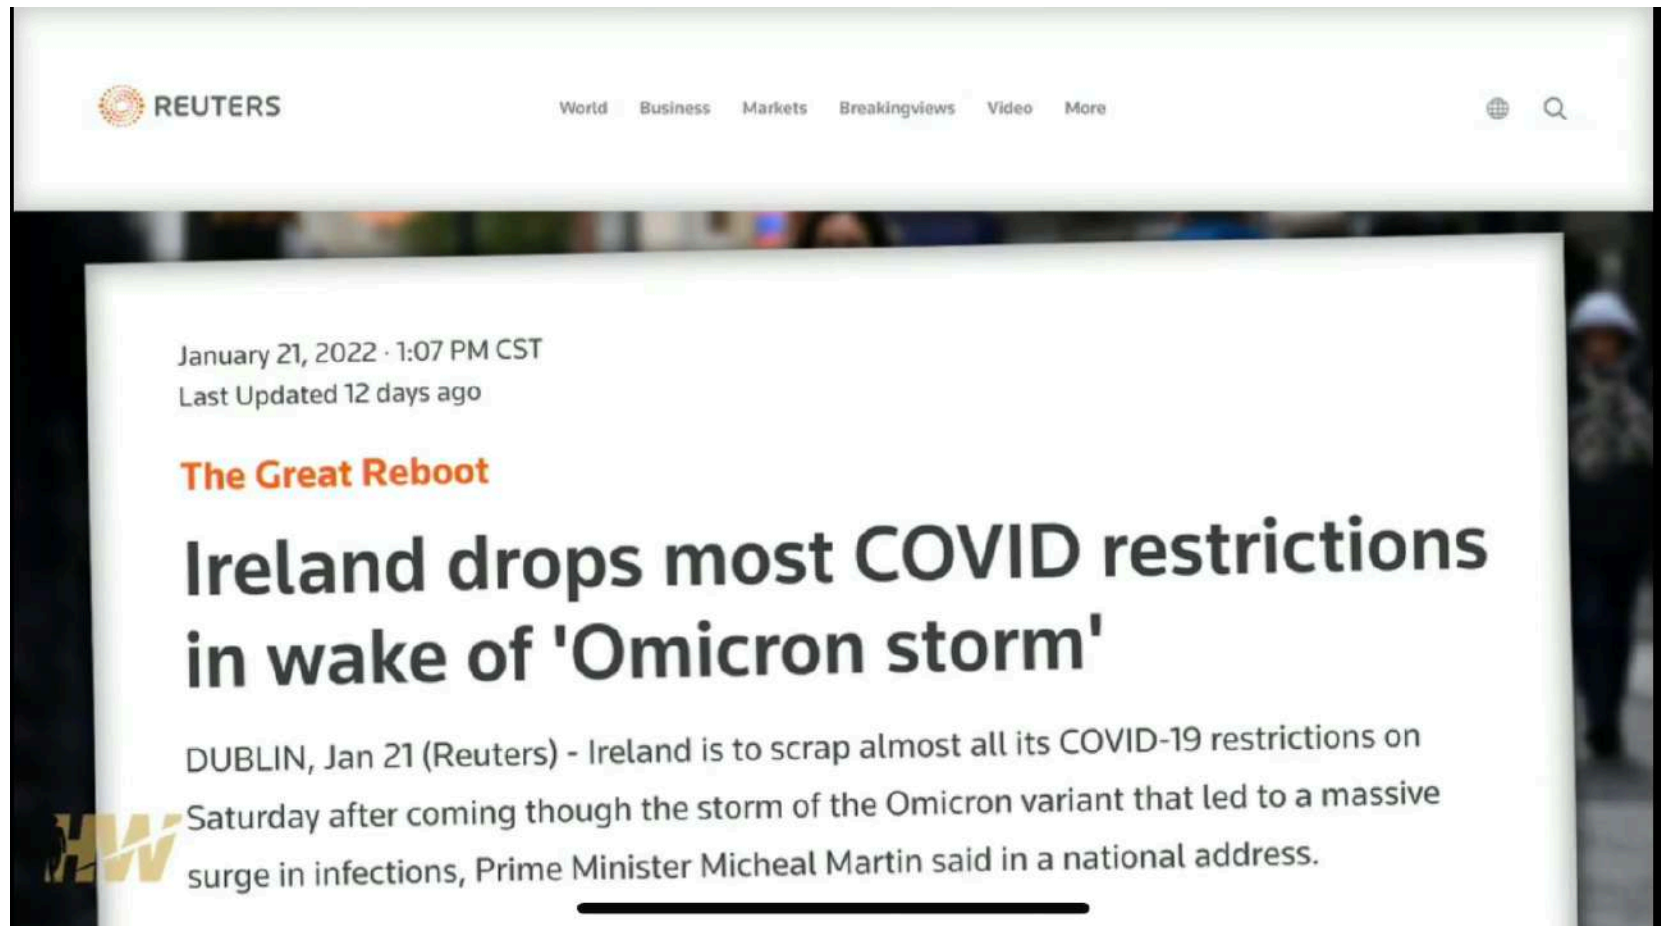 REUTERS
World Business Markets Breakingviews Video More
January 21, 2022 · 1:07 PM CST
Last Updated 12 days ago
The Great Reboot
Ireland drops most COVID restrictions
in wake of 'Omicron storm'
DUBLIN, Jan 21 (Reuters) - Ireland is to scrap almost all its COVID-19 restrictions on
Saturday after coming though the storm of the Omicron variant that led to a massive
surge in infections, Prime Minister Micheal Martin said in a national address.
HW